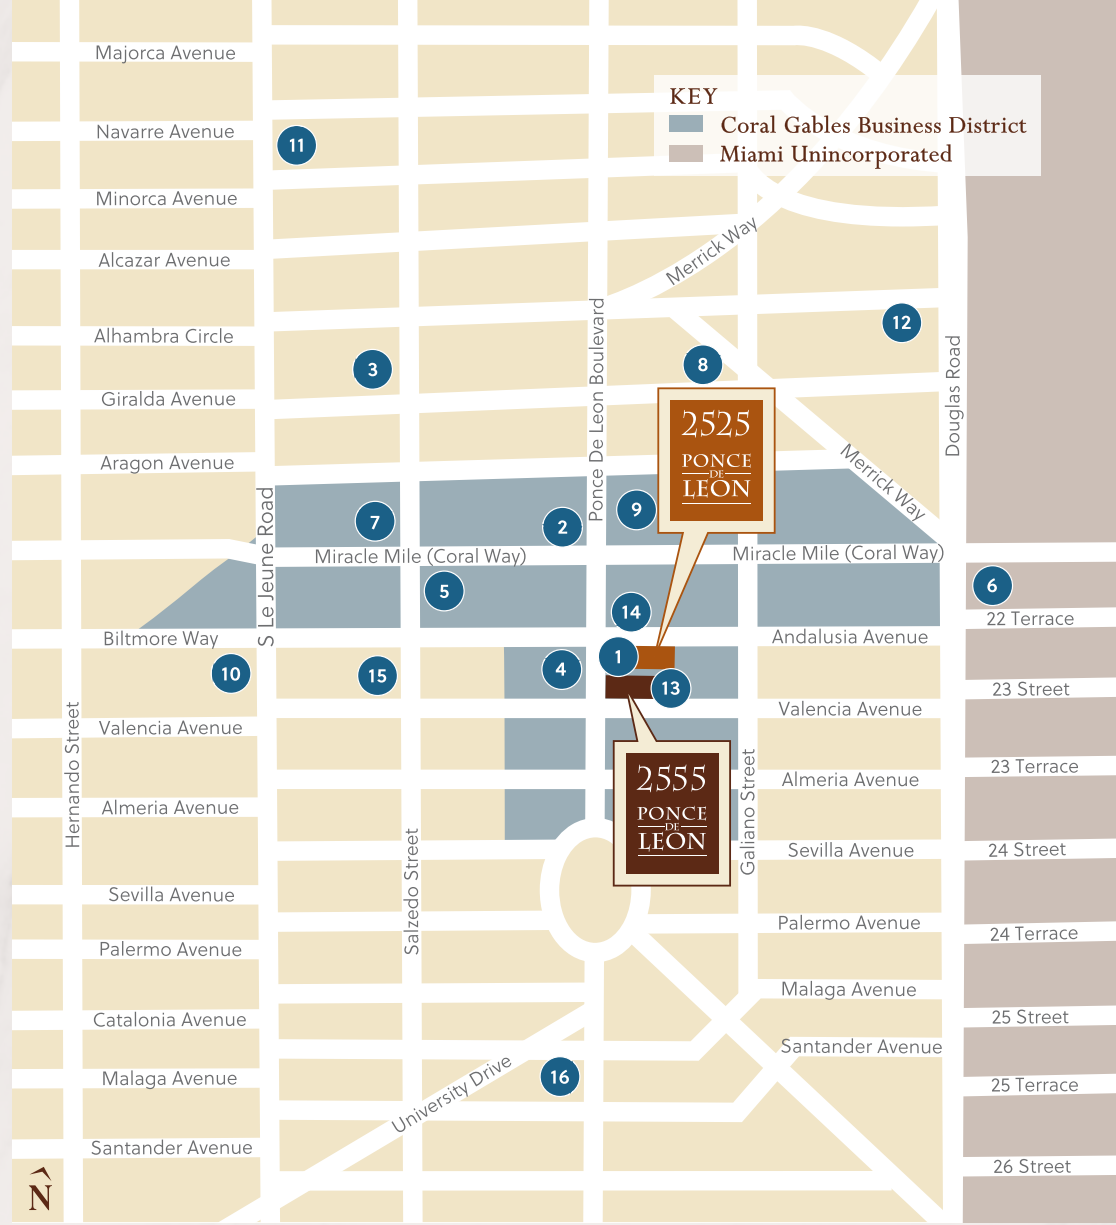 Majorca Avenue
KEY
Coral Gables Business District
Miami Unincorporated
Navarre Avenue
11
Minorca Avenue
Merrick Way
Alcazar Avenue
Alhambra Circle
12
3
8
Giralda Avenue
Ponce De Leon Boulevard
Douglas Road
2525
PONCE
DE
LEÓN
Aragon Avenue
Merrick Way
S Le Jeune Road
7
2
9
Miracle Mile (Coral Way)
Miracle Mile (Coral Way)
5
6
14
22 Terrace
Biltmore Way
Andalusia Avenue
1
10
15
4
13
23 Street
Valencia Avenue
Valencia Avenue
Hernando Street
2555
PONCE
DE
LEÓN
23 Terrace
Almeria Avenue
Galiano Street
Almeria Avenue
Sevilla Avenue
24 Street
Salzedo Street
Sevilla Avenue
Palermo Avenue
24 Terrace
Palermo Avenue
Malaga Avenue
25 Street
Catalonia Avenue
Santander Avenue
Malaga Avenue
University Drive
16
25 Terrace
Santander Avenue
26 Street
N